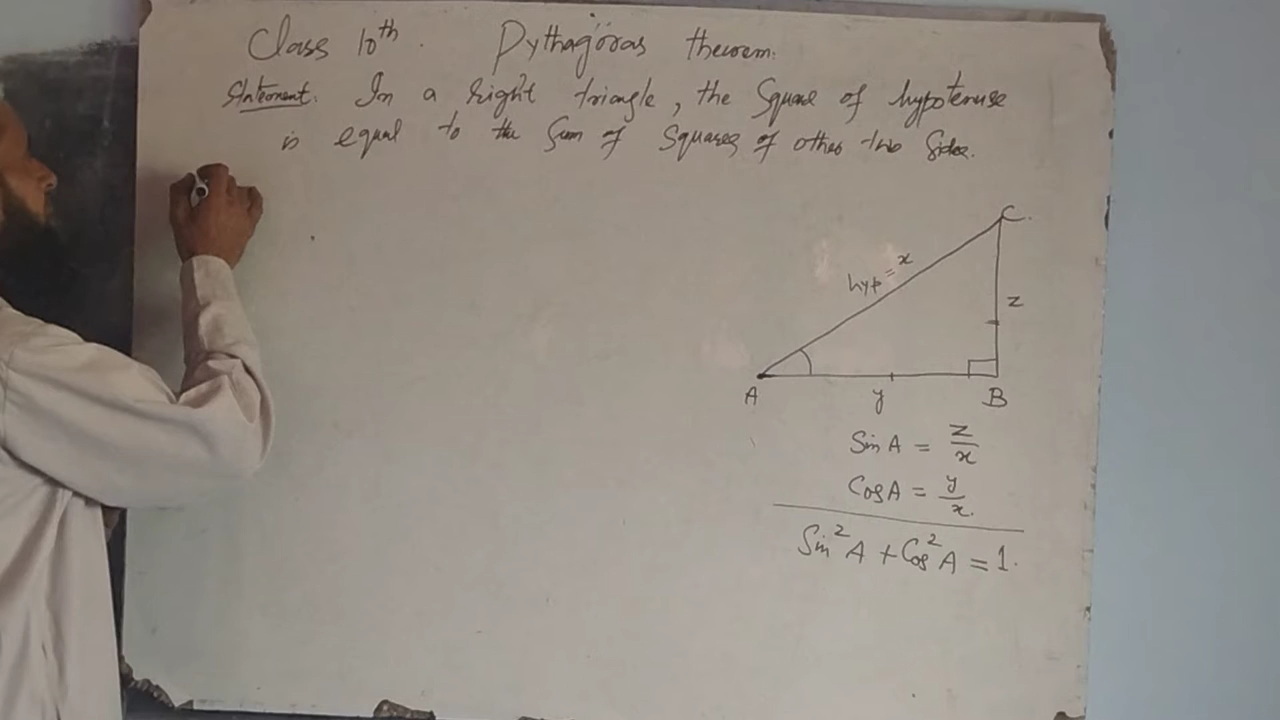 Class 10th. Pythagoras theorem.
Statement. In a right triangle, the Square of hypotenuse
is equal to the Sum of Squares of other two Sides.
C.
hyp = x
z
A
y
B
Sin A = z/x
Cos A = y/x.
Sin²A + Cos²A = 1.